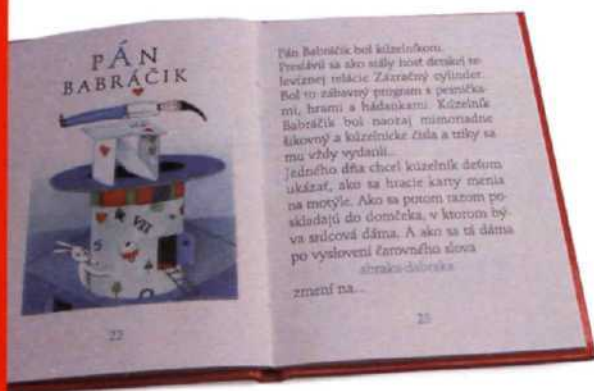 PÁN
BABRÁČIK
VII
5
22
Pán Babráčik bol kúzelníkom.
Preslávil sa ako stály hosť detskej te-
levíznej relácie Zázračný cylinder.
Bol to zábavný program s pesnička-
mi, hrami a hádankami. Kúzelník
Babráčik bol naozaj mimoriadne
šikovný a kúzelnícke čísla a triky sa
mu vždy vydarili...
Jedného dňa chcel kúzelník deťom
ukázať, ako sa hracie karty menia
na motýle. Ako sa potom razom po-
skladajú do domčeka, v ktorom bý-
va srdcová dáma. A ako sa tá dáma
po vyslovení čarovného slova
abraka-dabraka
zmení na...
23